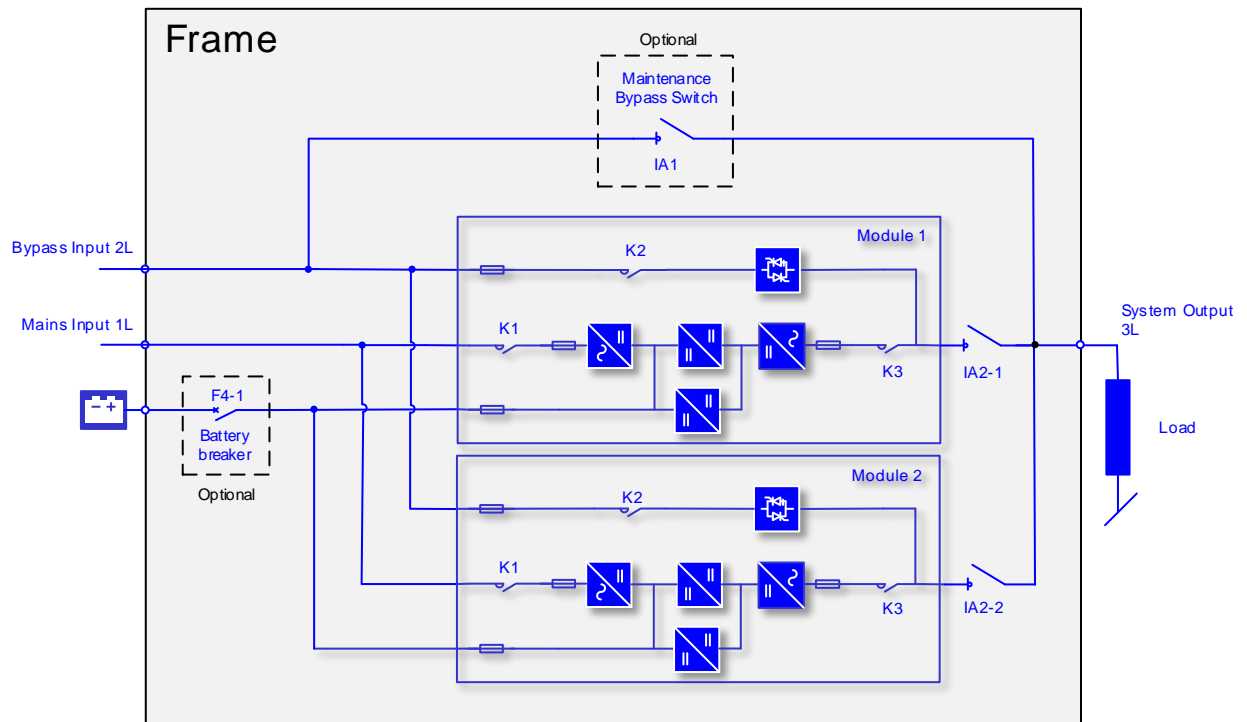 Frame
Optional
Maintenance
Bypass Switch
IA1
Bypass Input 2L
Module 1
K2
Mains Input 1L
K1
K3
IA2-1
System Output
3L
F4-1
Battery
breaker
Optional
Load
Module 2
K2
K1
K3
IA2-2